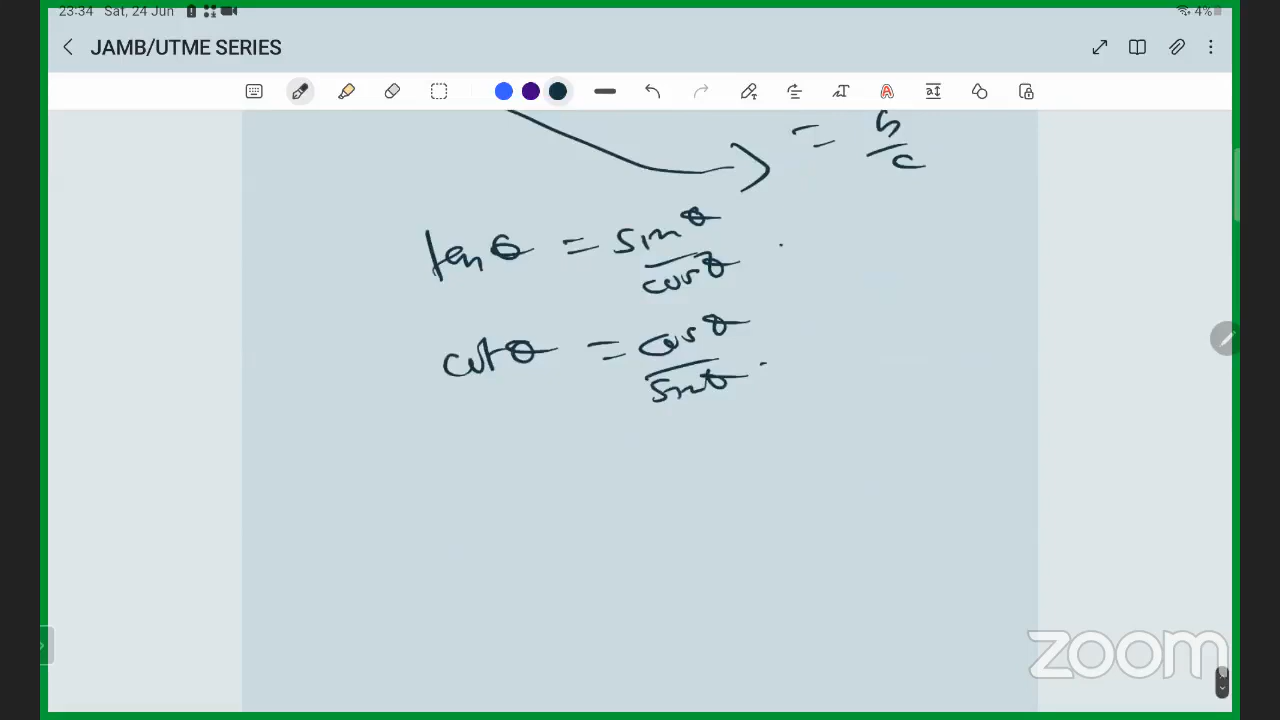 23:34 Sat, 24 Jun
4%
JAMB/UTME SERIES
= s/c
tanθ = sinθ/cosθ .
cotθ = cosθ/sinθ .
zoom